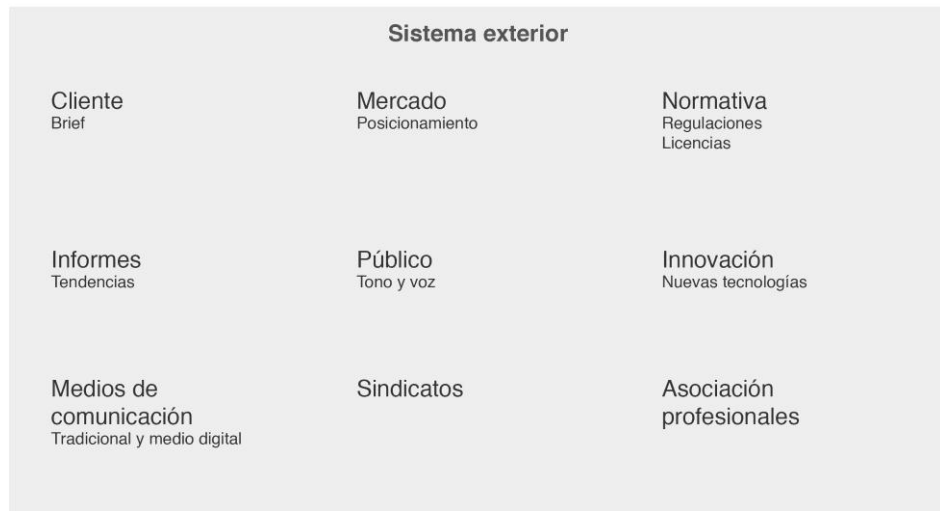 Sistema exterior
Cliente
Brief
Mercado
Posicionamiento
Normativa
Regulaciones
Licencias
Informes
Tendencias
Público
Tono y voz
Innovación
Nuevas tecnologías
Medios de
comunicación
Tradicional y medio digital
Sindicatos
Asociación
profesionales